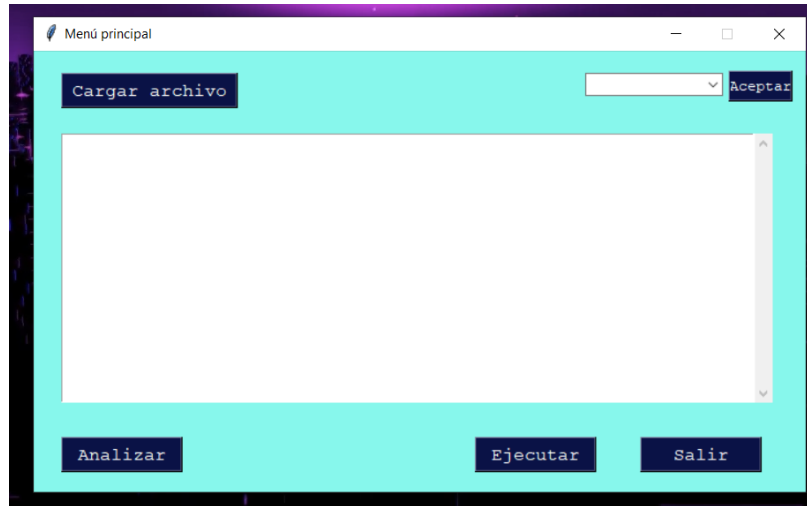 Menú principal
Cargar archivo
Aceptar
Analizar
Ejecutar
Salir